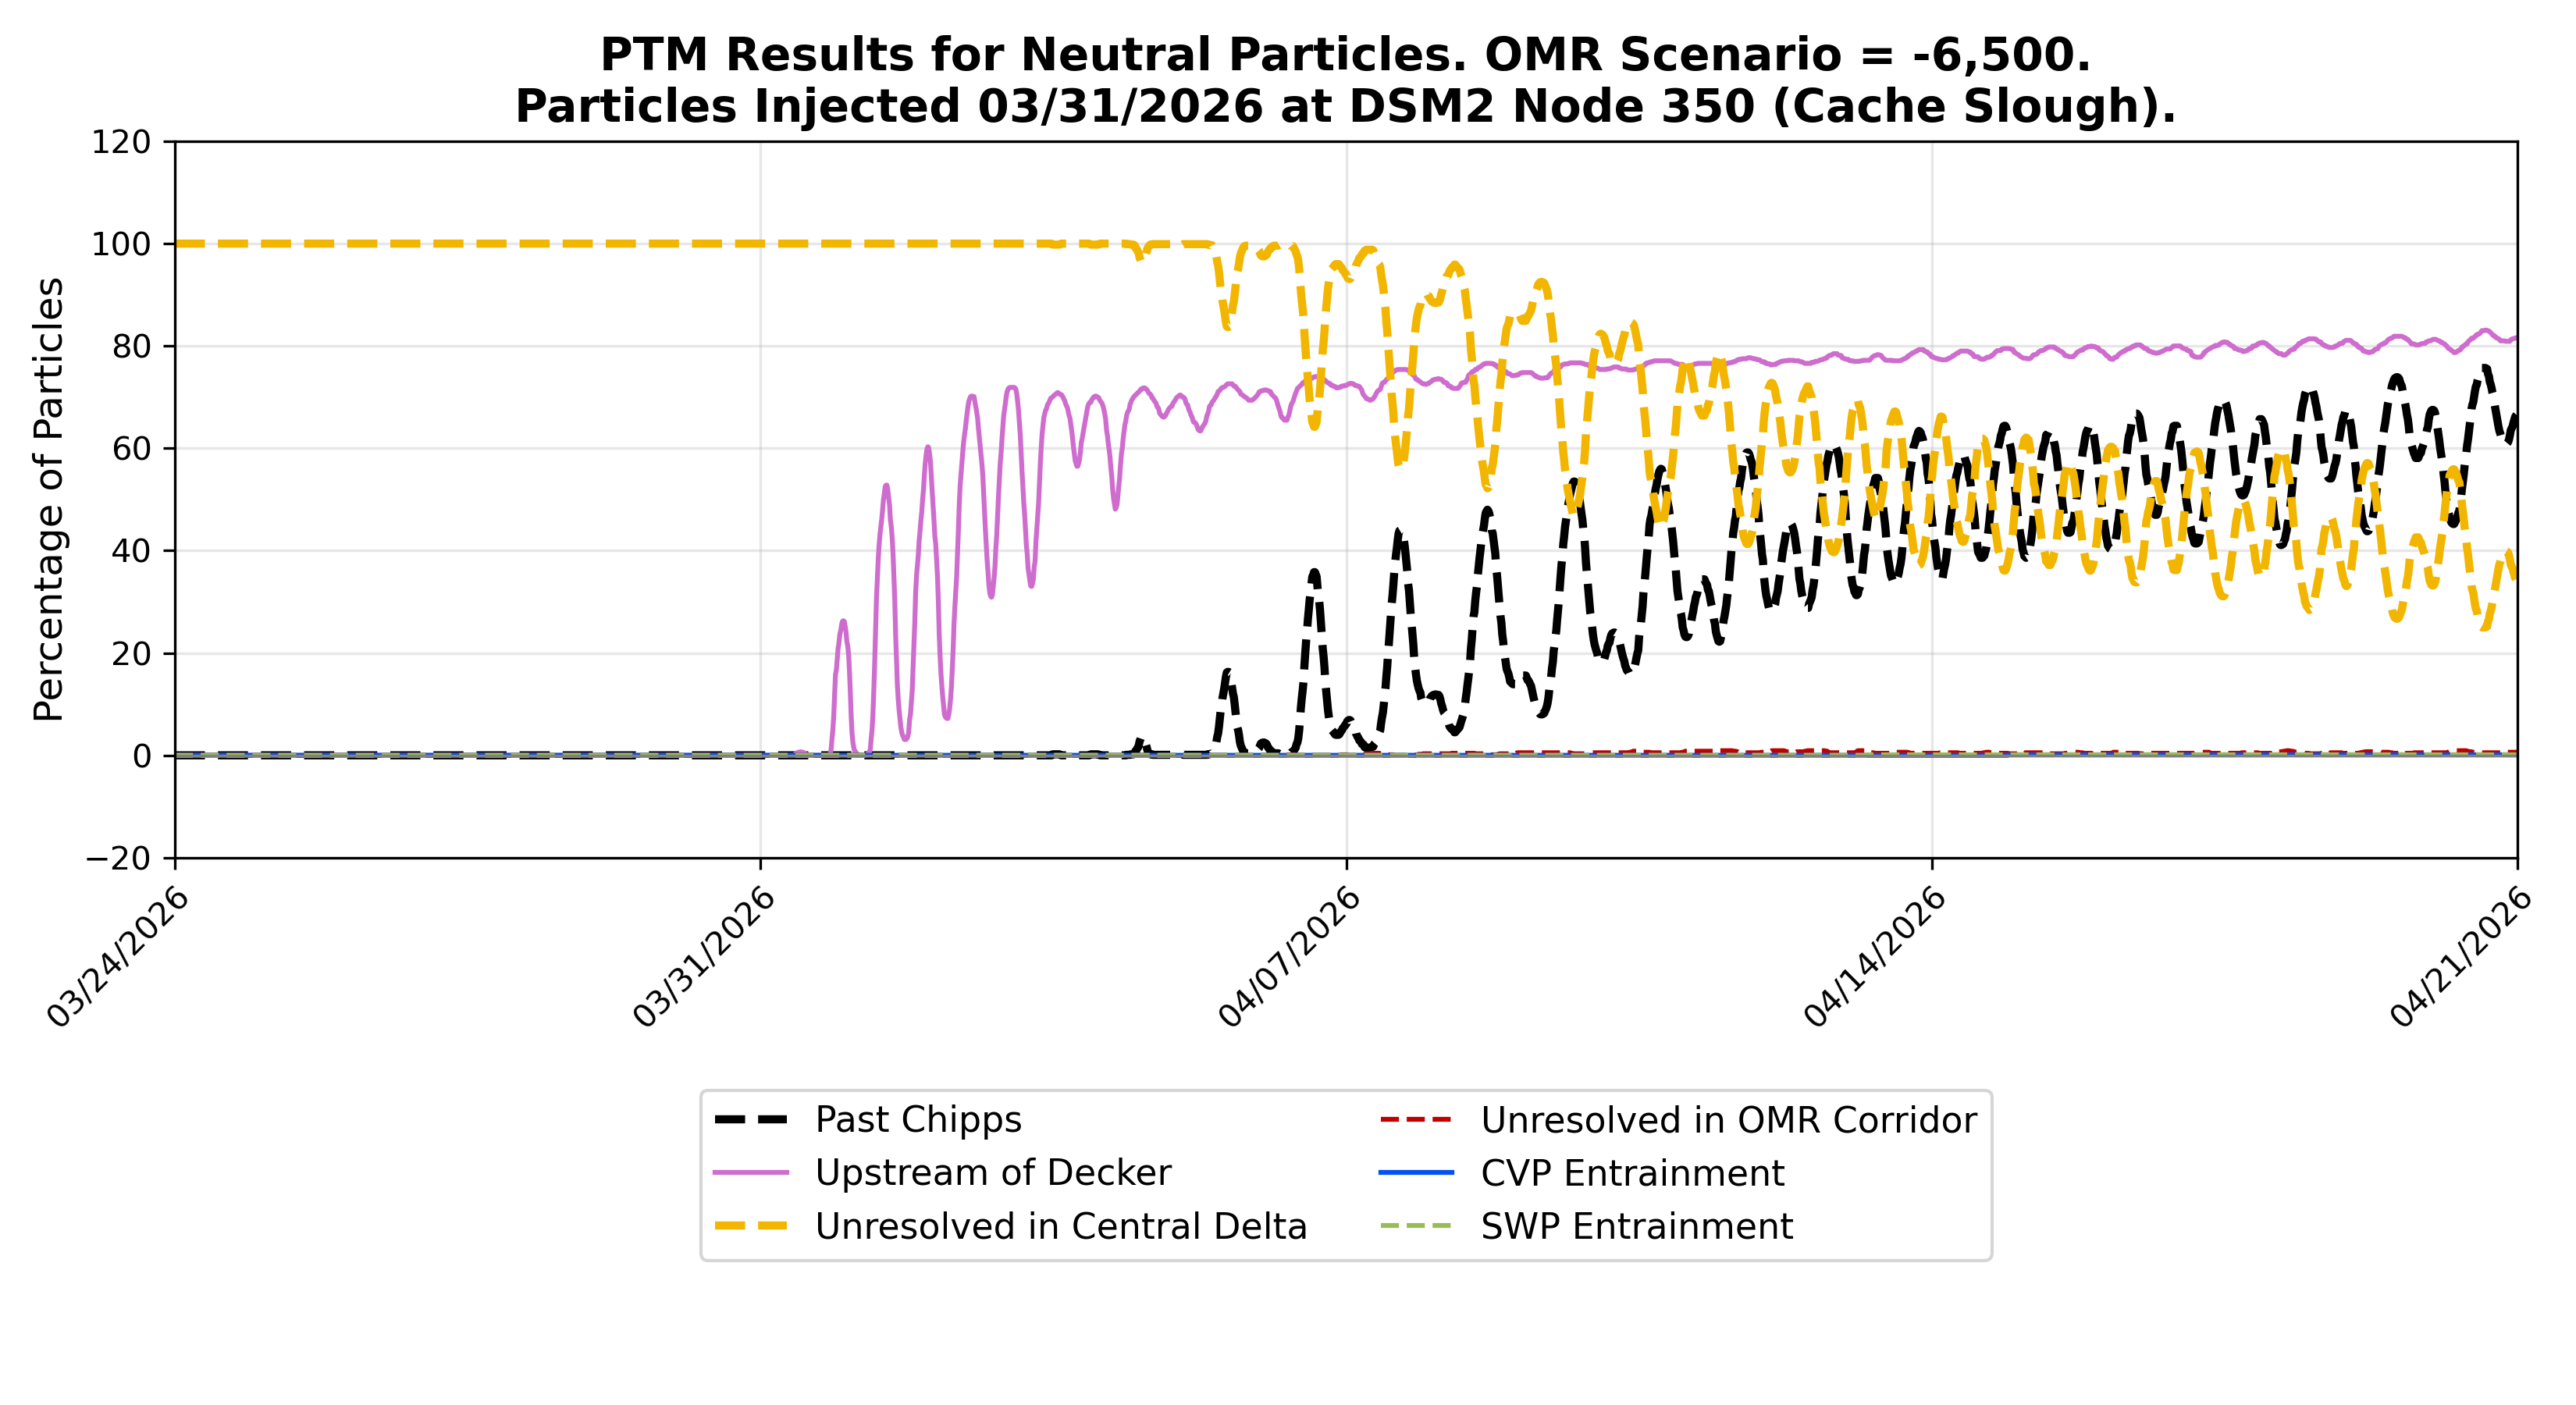 PTM Results for Neutral Particles. OMR Scenario = -6,500.
Particles Injected 03/31/2026 at DSM2 Node 350 (Cache Slough).
Percentage of Particles
120
100
80
60
40
20
0
−20
03/24/2026
03/31/2026
04/07/2026
04/14/2026
04/21/2026
Past Chipps
Upstream of Decker
Unresolved in Central Delta
Unresolved in OMR Corridor
CVP Entrainment
SWP Entrainment